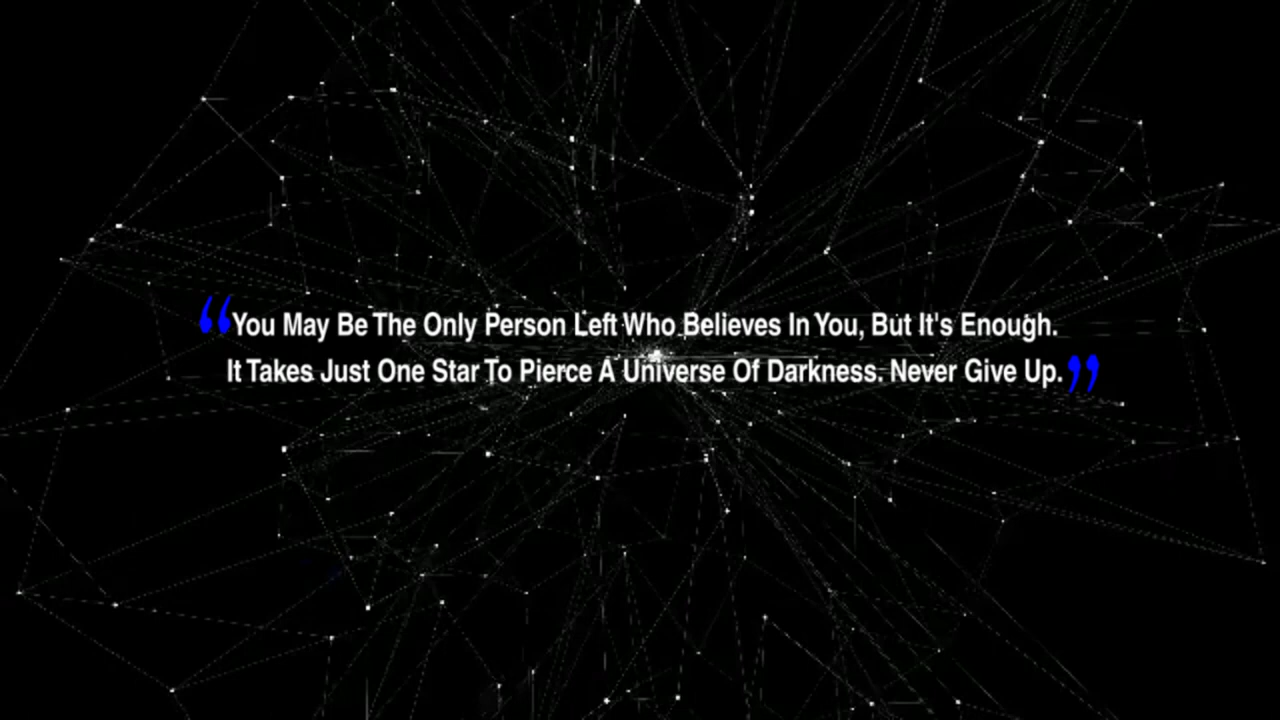 “You May Be The Only Person Left Who Believes In You, But It's Enough.
It Takes Just One Star To Pierce A Universe Of Darkness. Never Give Up.”